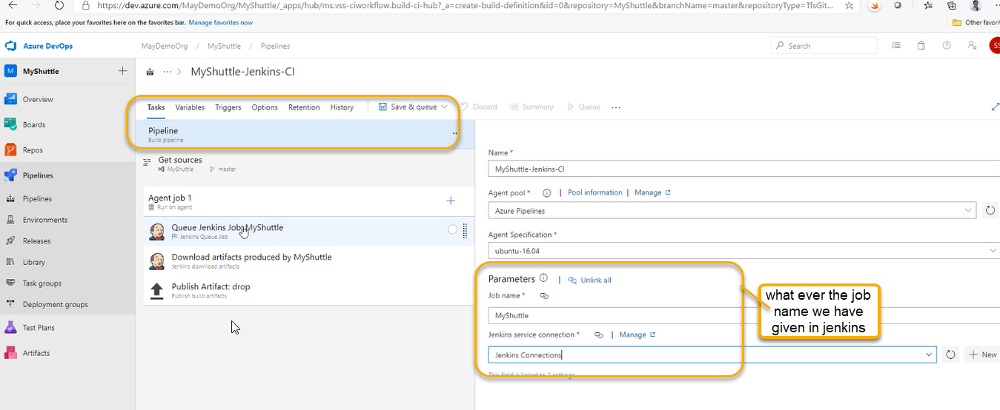 https://dev.azure.com/MayDemoOrg/MyShuttle/_apps/hub/ms.vss-ciworkflow.build-ci-hub?_a=create-build-definition&id=0&repository=MyShuttle&branchName=master&repositoryType=TfsGit...
For quick access, place your favorites here on the favorites bar. Manage favorites now
Other favorit
Azure DevOps
MayDemoOrg / MyShuttle / Pipelines
Search
SS
M MyShuttle
MyShuttle-Jenkins-CI
Overview
Boards
Repos
Pipelines
Pipelines
Environments
Releases
Library
Task groups
Deployment groups
Test Plans
Artifacts
Tasks Variables Triggers Options Retention History Save & queue Discard Summary Queue ...
Pipeline
Build pipeline
Get sources
MyShuttle master
Agent job 1
Run on agent
Queue Jenkins Job: MyShuttle
Jenkins Queue Job
Download artifacts produced by MyShuttle
Jenkins download artifacts
Publish Artifact: drop
Publish build artifacts
Name *
MyShuttle-Jenkins-CI
Agent pool * | Pool information | Manage
Azure Pipelines
Agent Specification *
ubuntu-16.04
Parameters | Unlink all
Job name *
MyShuttle
Jenkins service connection * | Manage
Jenkins Connections
New
This field is linked to 2 settings
what ever the job
name we have
given in jenkins